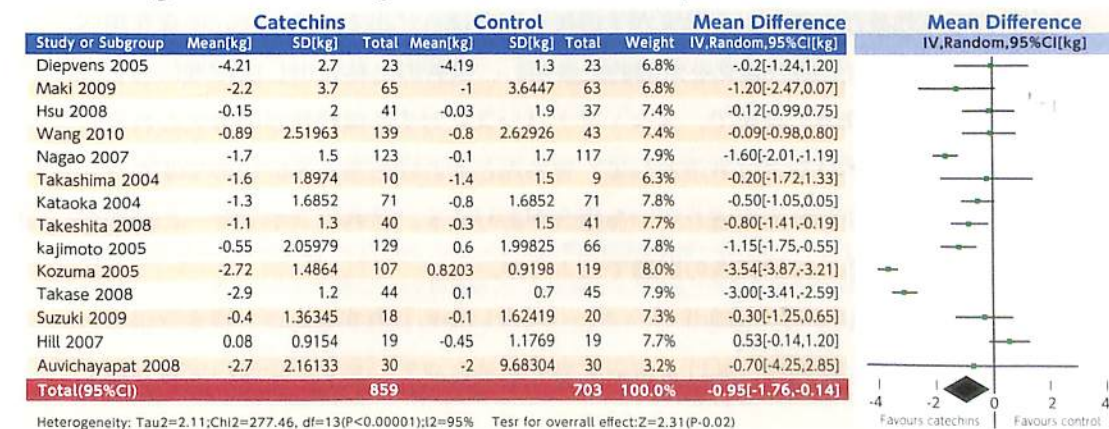 Catechins Control Mean Difference Mean Difference
Study or Subgroup Mean[kg] SD[kg] Total Mean[kg] SD[kg] Total Weight IV,Random,95%CI[kg] IV,Random,95%CI[kg]
Diepvens 2005 -4.21 2.7 23 -4.19 1.3 23 6.8% -.0.2[-1.24,1.20]
Maki 2009 -2.2 3.7 65 -1 3.6447 63 6.8% -1.20[-2.47,0.07]
Hsu 2008 -0.15 2 41 -0.03 1.9 37 7.4% -0.12[-0.99,0.75]
Wang 2010 -0.89 2.51963 139 -0.8 2.62926 43 7.4% -0.09[-0.98,0.80]
Nagao 2007 -1.7 1.5 123 -0.1 1.7 117 7.9% -1.60[-2.01,-1.19]
Takashima 2004 -1.6 1.8974 10 -1.4 1.5 9 6.3% -0.20[-1.72,1.33]
Kataoka 2004 -1.3 1.6852 71 -0.8 1.6852 71 7.8% -0.50[-1.05,0.05]
Takeshita 2008 -1.1 1.3 40 -0.3 1.5 41 7.7% -0.80[-1.41,-0.19]
kajimoto 2005 -0.55 2.05979 129 0.6 1.99825 66 7.8% -1.15[-1.75,-0.55]
Kozuma 2005 -2.72 1.4864 107 0.8203 0.9198 119 8.0% -3.54[-3.87,-3.21]
Takase 2008 -2.9 1.2 44 0.1 0.7 45 7.9% -3.00[-3.41,-2.59]
Suzuki 2009 -0.4 1.36345 18 -0.1 1.62419 20 7.3% -0.30[-1.25,0.65]
Hill 2007 0.08 0.9154 19 -0.45 1.1769 19 7.7% 0.53[-0.14,1.20]
Auvichayapat 2008 -2.7 2.16133 30 -2 9.68304 30 3.2% -0.70[-4.25,2.85]
Total(95%CI) 859 703 100.0% -0.95[-1.76,-0.14]
-4 -2 0 2 4
Favours catechins Favours control
Heterogeneity: Tau2=2.11;Chl2=277.46, df=13(P<0.00001);I2=95% Tesr for overrall effect:Z=2.31(P-0.02)